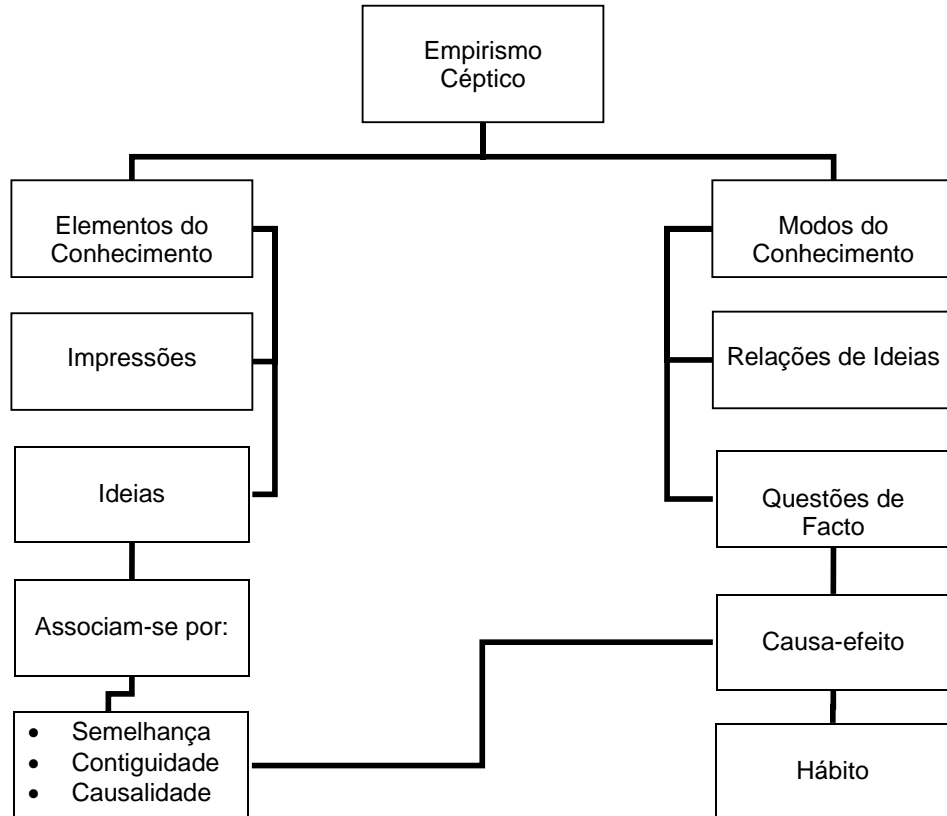 Empirismo
Céptico
Elementos do
Conhecimento
Modos do
Conhecimento
Impressões
Relações de Ideias
Ideias
Questões de
Facto
Associam-se por:
Causa-efeito
• Semelhança
• Contiguidade
• Causalidade
Hábito